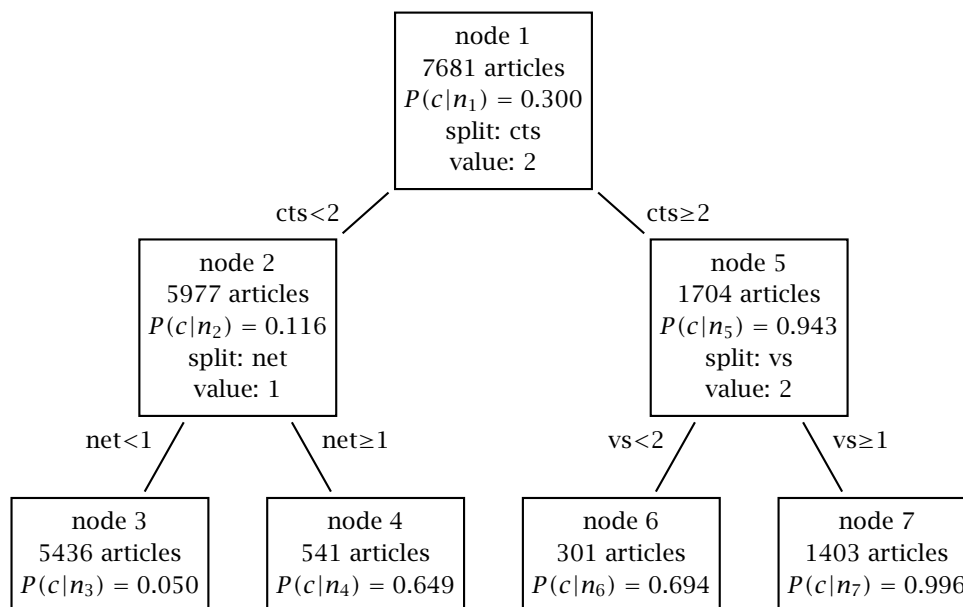 node 1
7681 articles
P(c|n₁) = 0.300
split: cts
value: 2
cts<2
cts≥2
node 2
5977 articles
P(c|n₂) = 0.116
split: net
value: 1
node 5
1704 articles
P(c|n₅) = 0.943
split: vs
value: 2
net<1
net≥1
vs<2
vs≥1
node 3
5436 articles
P(c|n₃) = 0.050
node 4
541 articles
P(c|n₄) = 0.649
node 6
301 articles
P(c|n₆) = 0.694
node 7
1403 articles
P(c|n₇) = 0.996